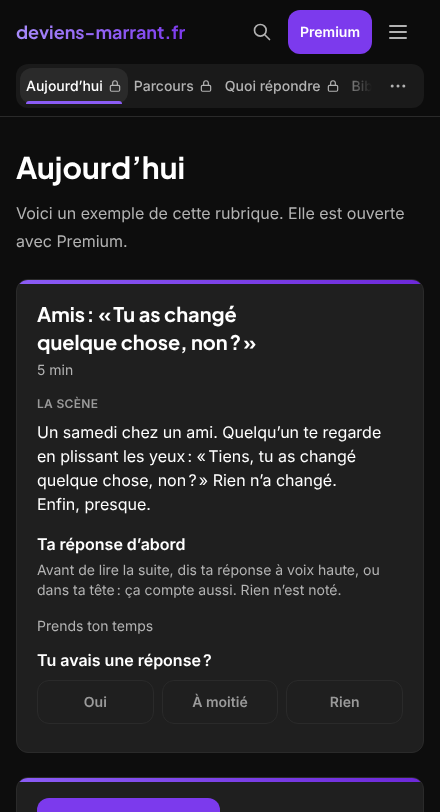 deviens-marrant.fr
Premium
Aujourd’hui
Parcours
Quoi répondre
Aujourd’hui
Voici un exemple de cette rubrique. Elle est ouverte
avec Premium.
Amis : « Tu as changé
quelque chose, non ? »
5 min
LA SCÈNE
Un samedi chez un ami. Quelqu’un te regarde
en plissant les yeux : « Tiens, tu as changé
quelque chose, non ? » Rien n’a changé.
Enfin, presque.
Ta réponse d’abord
Avant de lire la suite, dis ta réponse à voix haute, ou
dans ta tête : ça compte aussi. Rien n’est noté.
Prends ton temps
Tu avais une réponse ?
Oui
À moitié
Rien